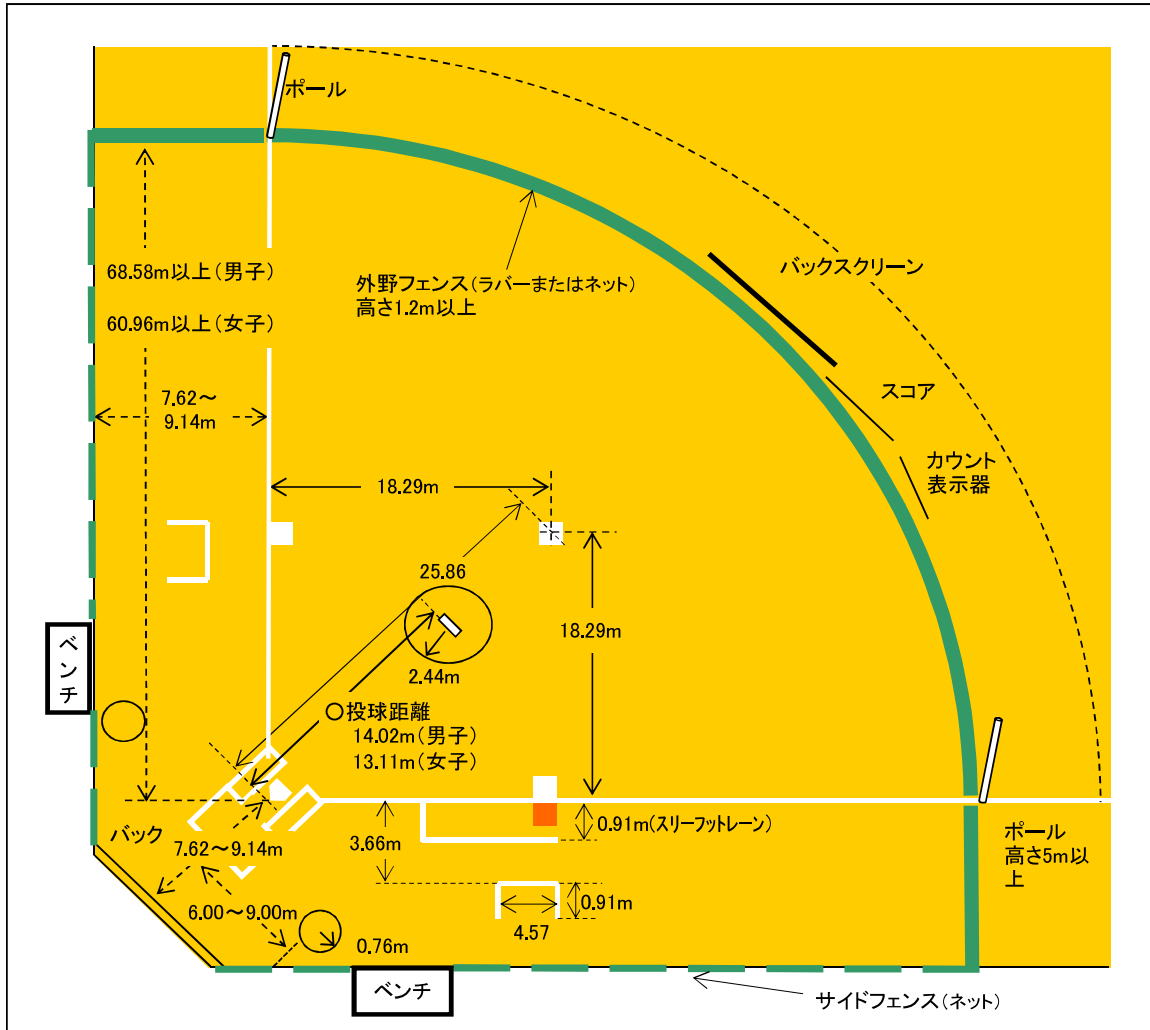 ポール
バックスクリーン
68.58m以上(男子)
外野フェンス(ラバーまたはネット)
高さ1.2m以上
60.96m以上(女子)
スコア
7.62～
9.14m
カウント
表示器
18.29m
25.86
18.29m
ベンチ
2.44m
○投球距離
14.02m(男子)
13.11m(女子)
バック
0.91m(スリーフットレーン)
ポール
高さ5m以
上
3.66m
7.62～9.14m
6.00～9.00m
0.91m
4.57
0.76m
ベンチ
サイドフェンス(ネット)